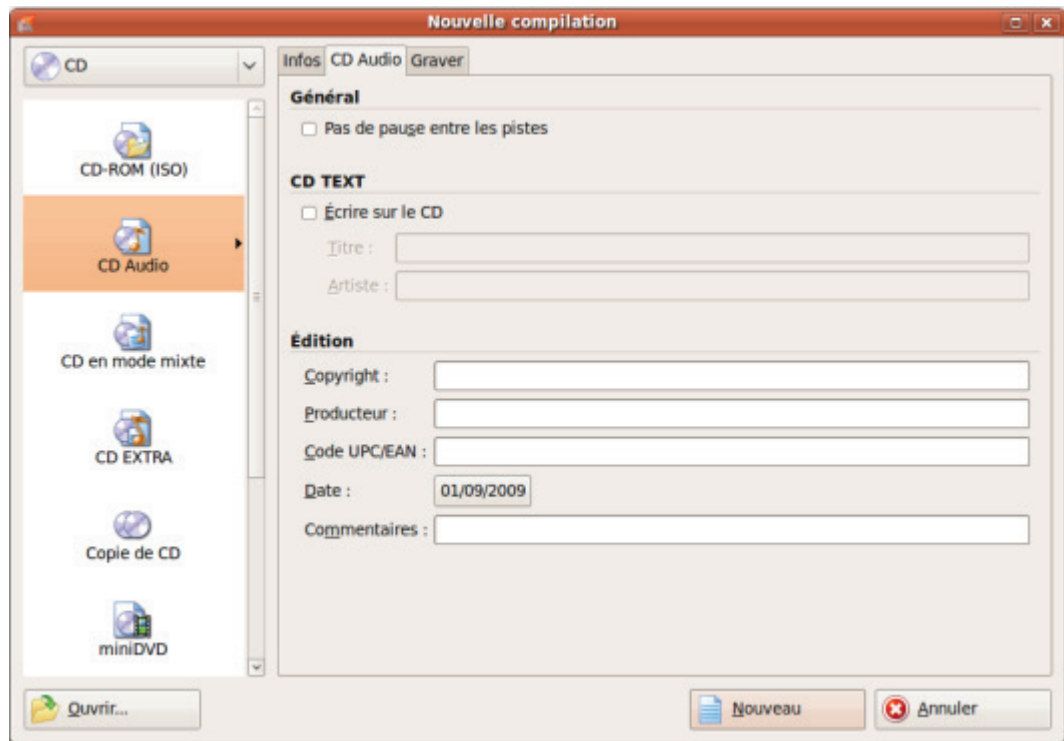 Nouvelle compilation
CD
CD-ROM (ISO)
CD Audio
CD en mode mixte
CD EXTRA
Copie de CD
miniDVD
Infos CD Audio Graver
Général
Pas de pause entre les pistes
CD TEXT
Écrire sur le CD
Titre :
Artiste :
Édition
Copyright :
Producteur :
Code UPC/EAN :
Date : 01/09/2009
Commentaires :
Ouvrir...
Nouveau
Annuler